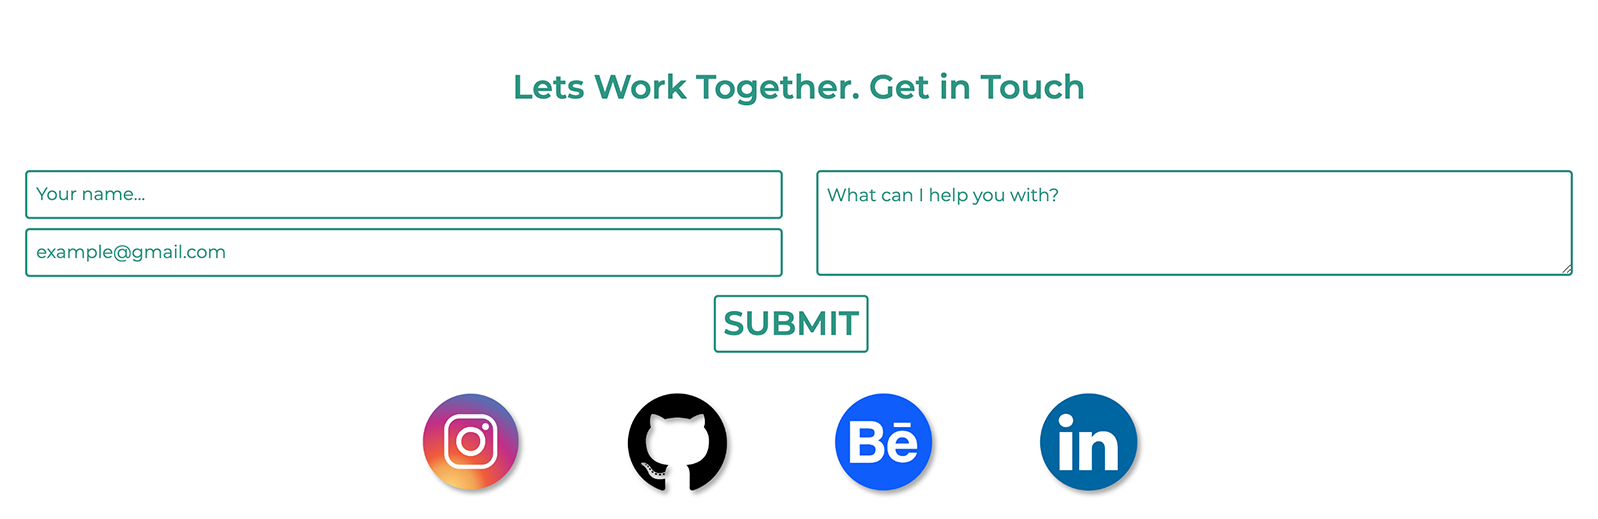 Lets Work Together. Get in Touch
Your name...
example@gmail.com
What can I help you with?
SUBMIT
Bē
in